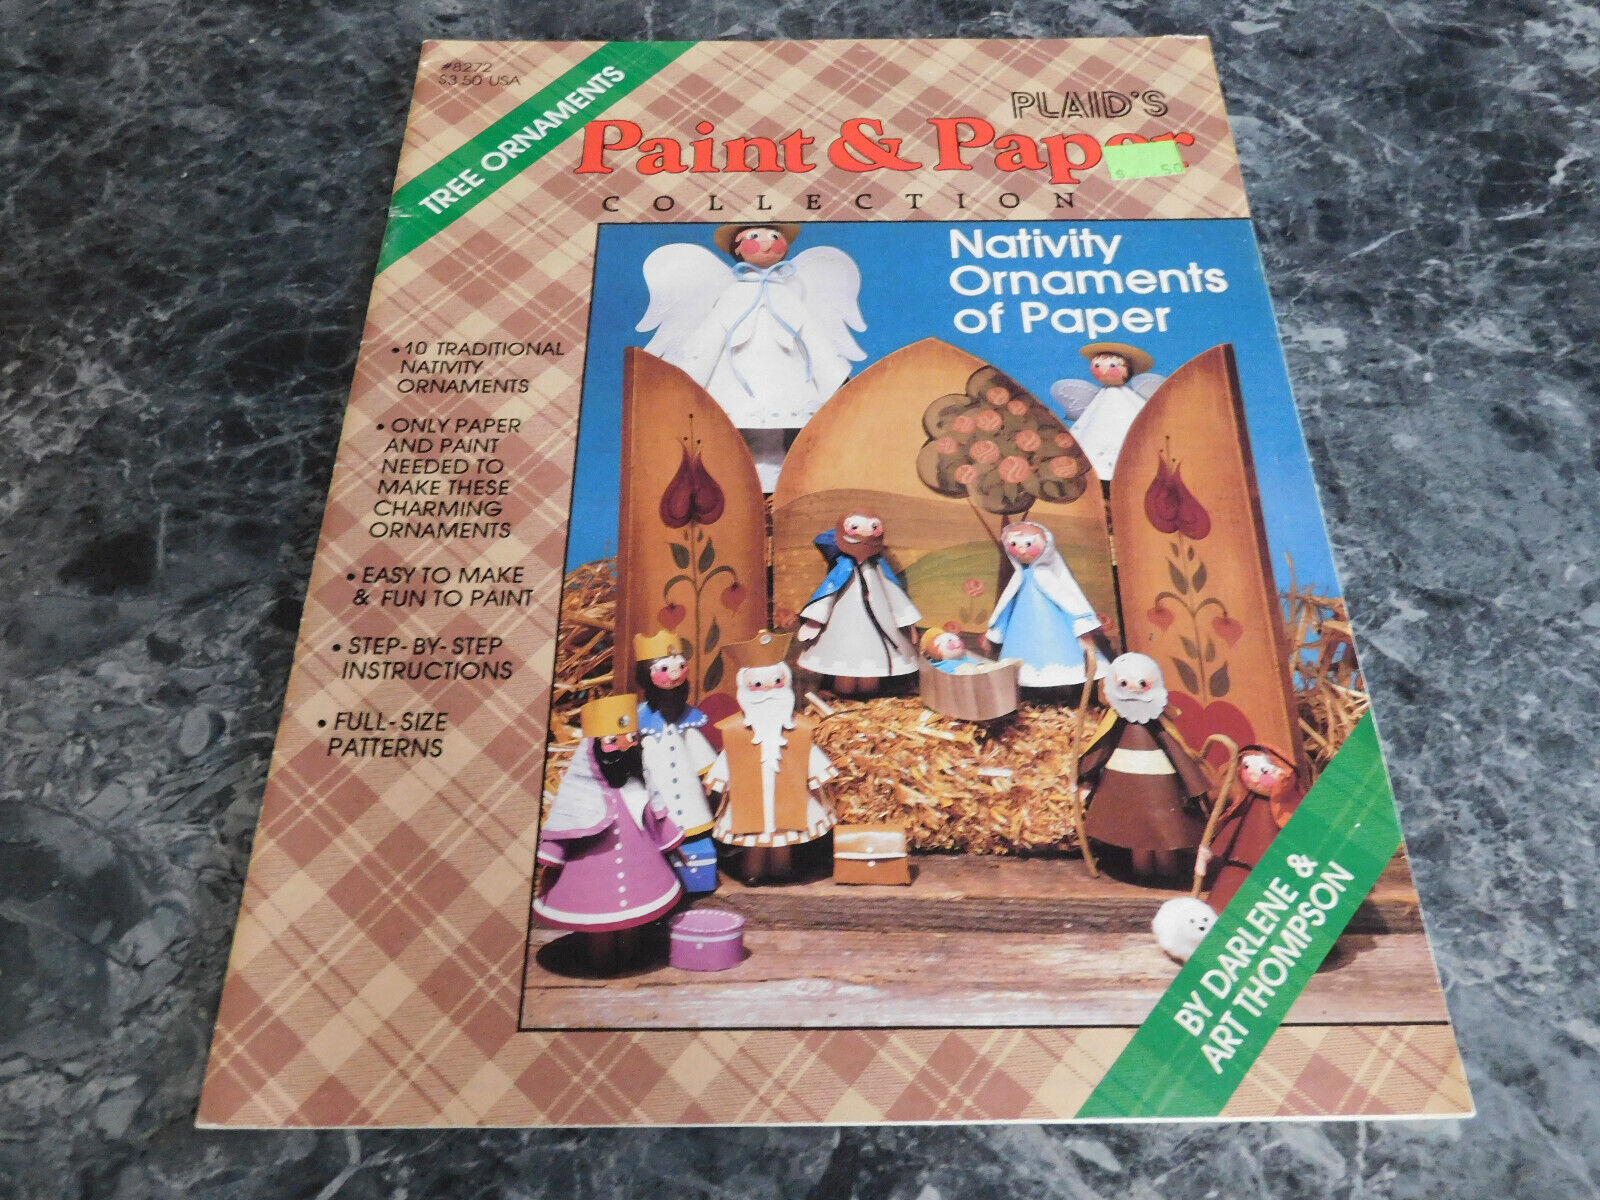 #8272
$3.50 USA
TREE ORNAMENTS
PLAID'S
Paint & Paper
COLLECTION
$ .50
Nativity
Ornaments
of Paper
•10 TRADITIONAL
NATIVITY
ORNAMENTS
•ONLY PAPER
AND PAINT
NEEDED TO
MAKE THESE
CHARMING
ORNAMENTS
•EASY TO MAKE
& FUN TO PAINT
•STEP-BY-STEP
INSTRUCTIONS
•FULL-SIZE
PATTERNS
BY DARLENE &
ART THOMPSON